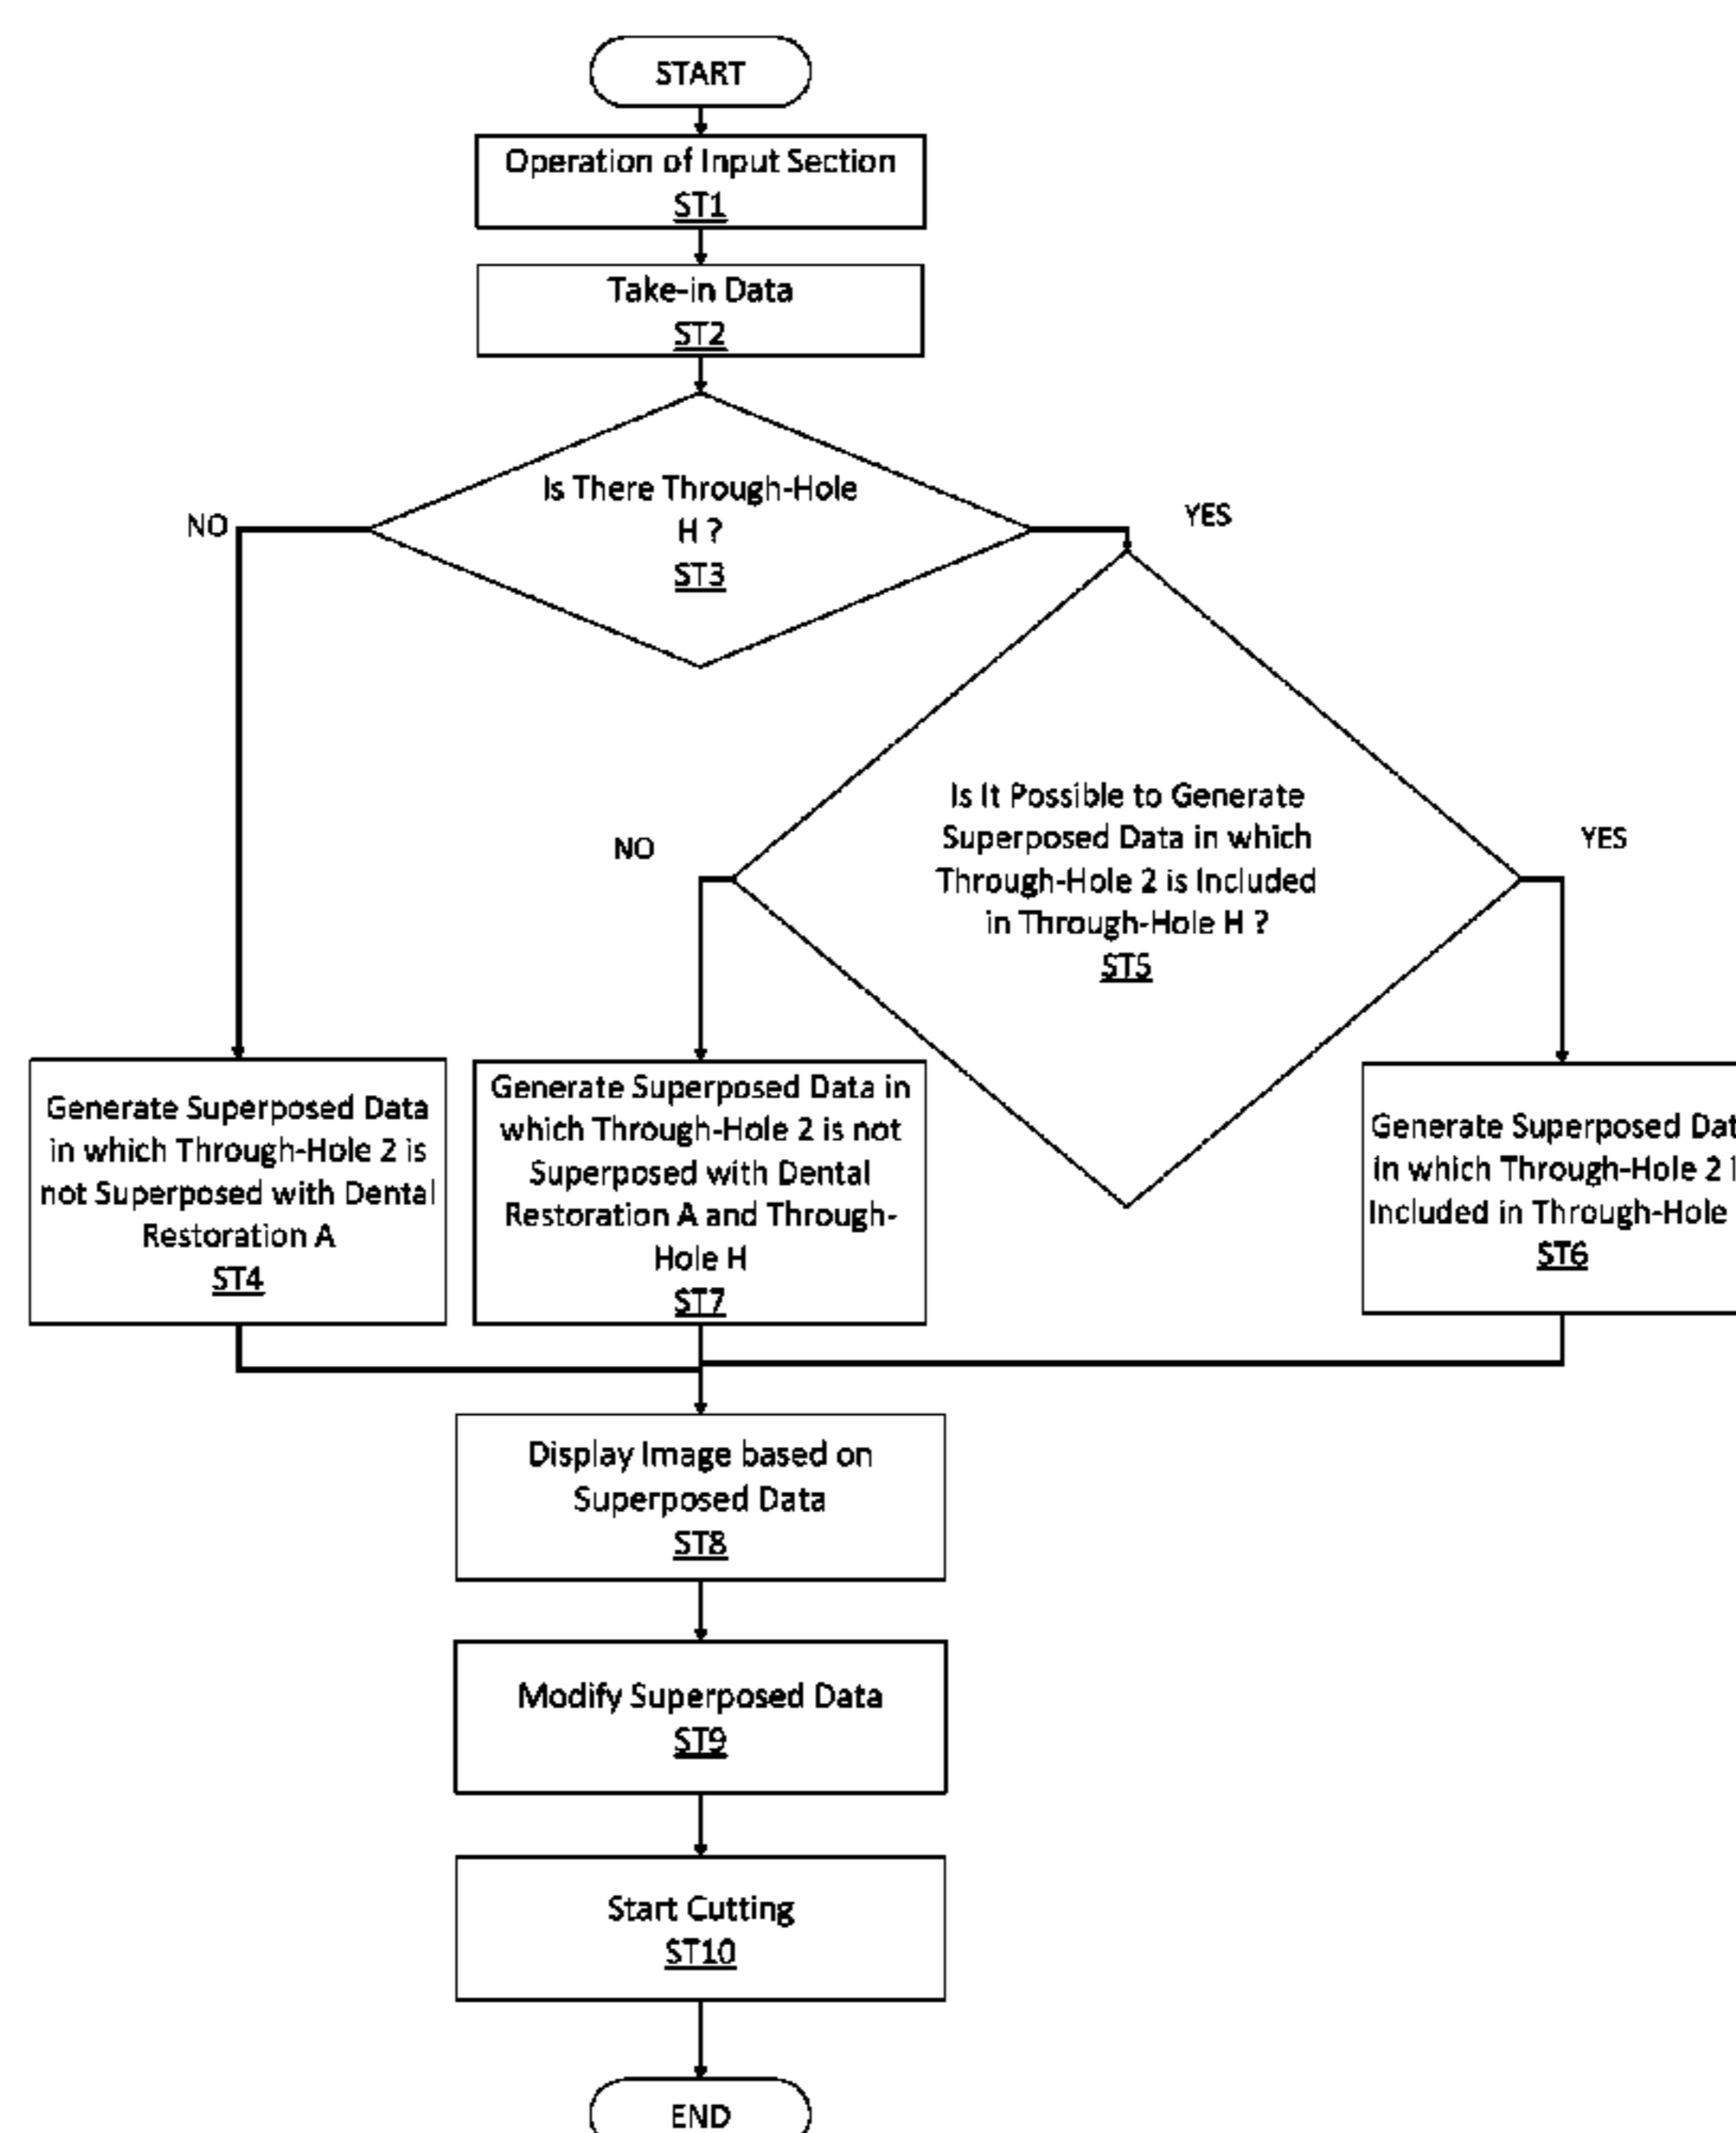 START
Operation of Input Section
ST1
Take-in Data
ST2
Is There Through-Hole
H ?
ST3
NO
YES
Is It Possible to Generate
Superposed Data in which
Through-Hole 2 is Included
in Through-Hole H ?
ST5
NO
YES
Generate Superposed Data
in which Through-Hole 2 is
not Superposed with Dental
Restoration A
ST4
Generate Superposed Data in
which Through-Hole 2 is not
Superposed with Dental
Restoration A and Through-
Hole H
ST7
Generate Superposed
in which Through-Hole 2
Included in Through-Hole
ST6
Display Image based on
Superposed Data
ST8
Modify Superposed Data
ST9
Start Cutting
ST10
END